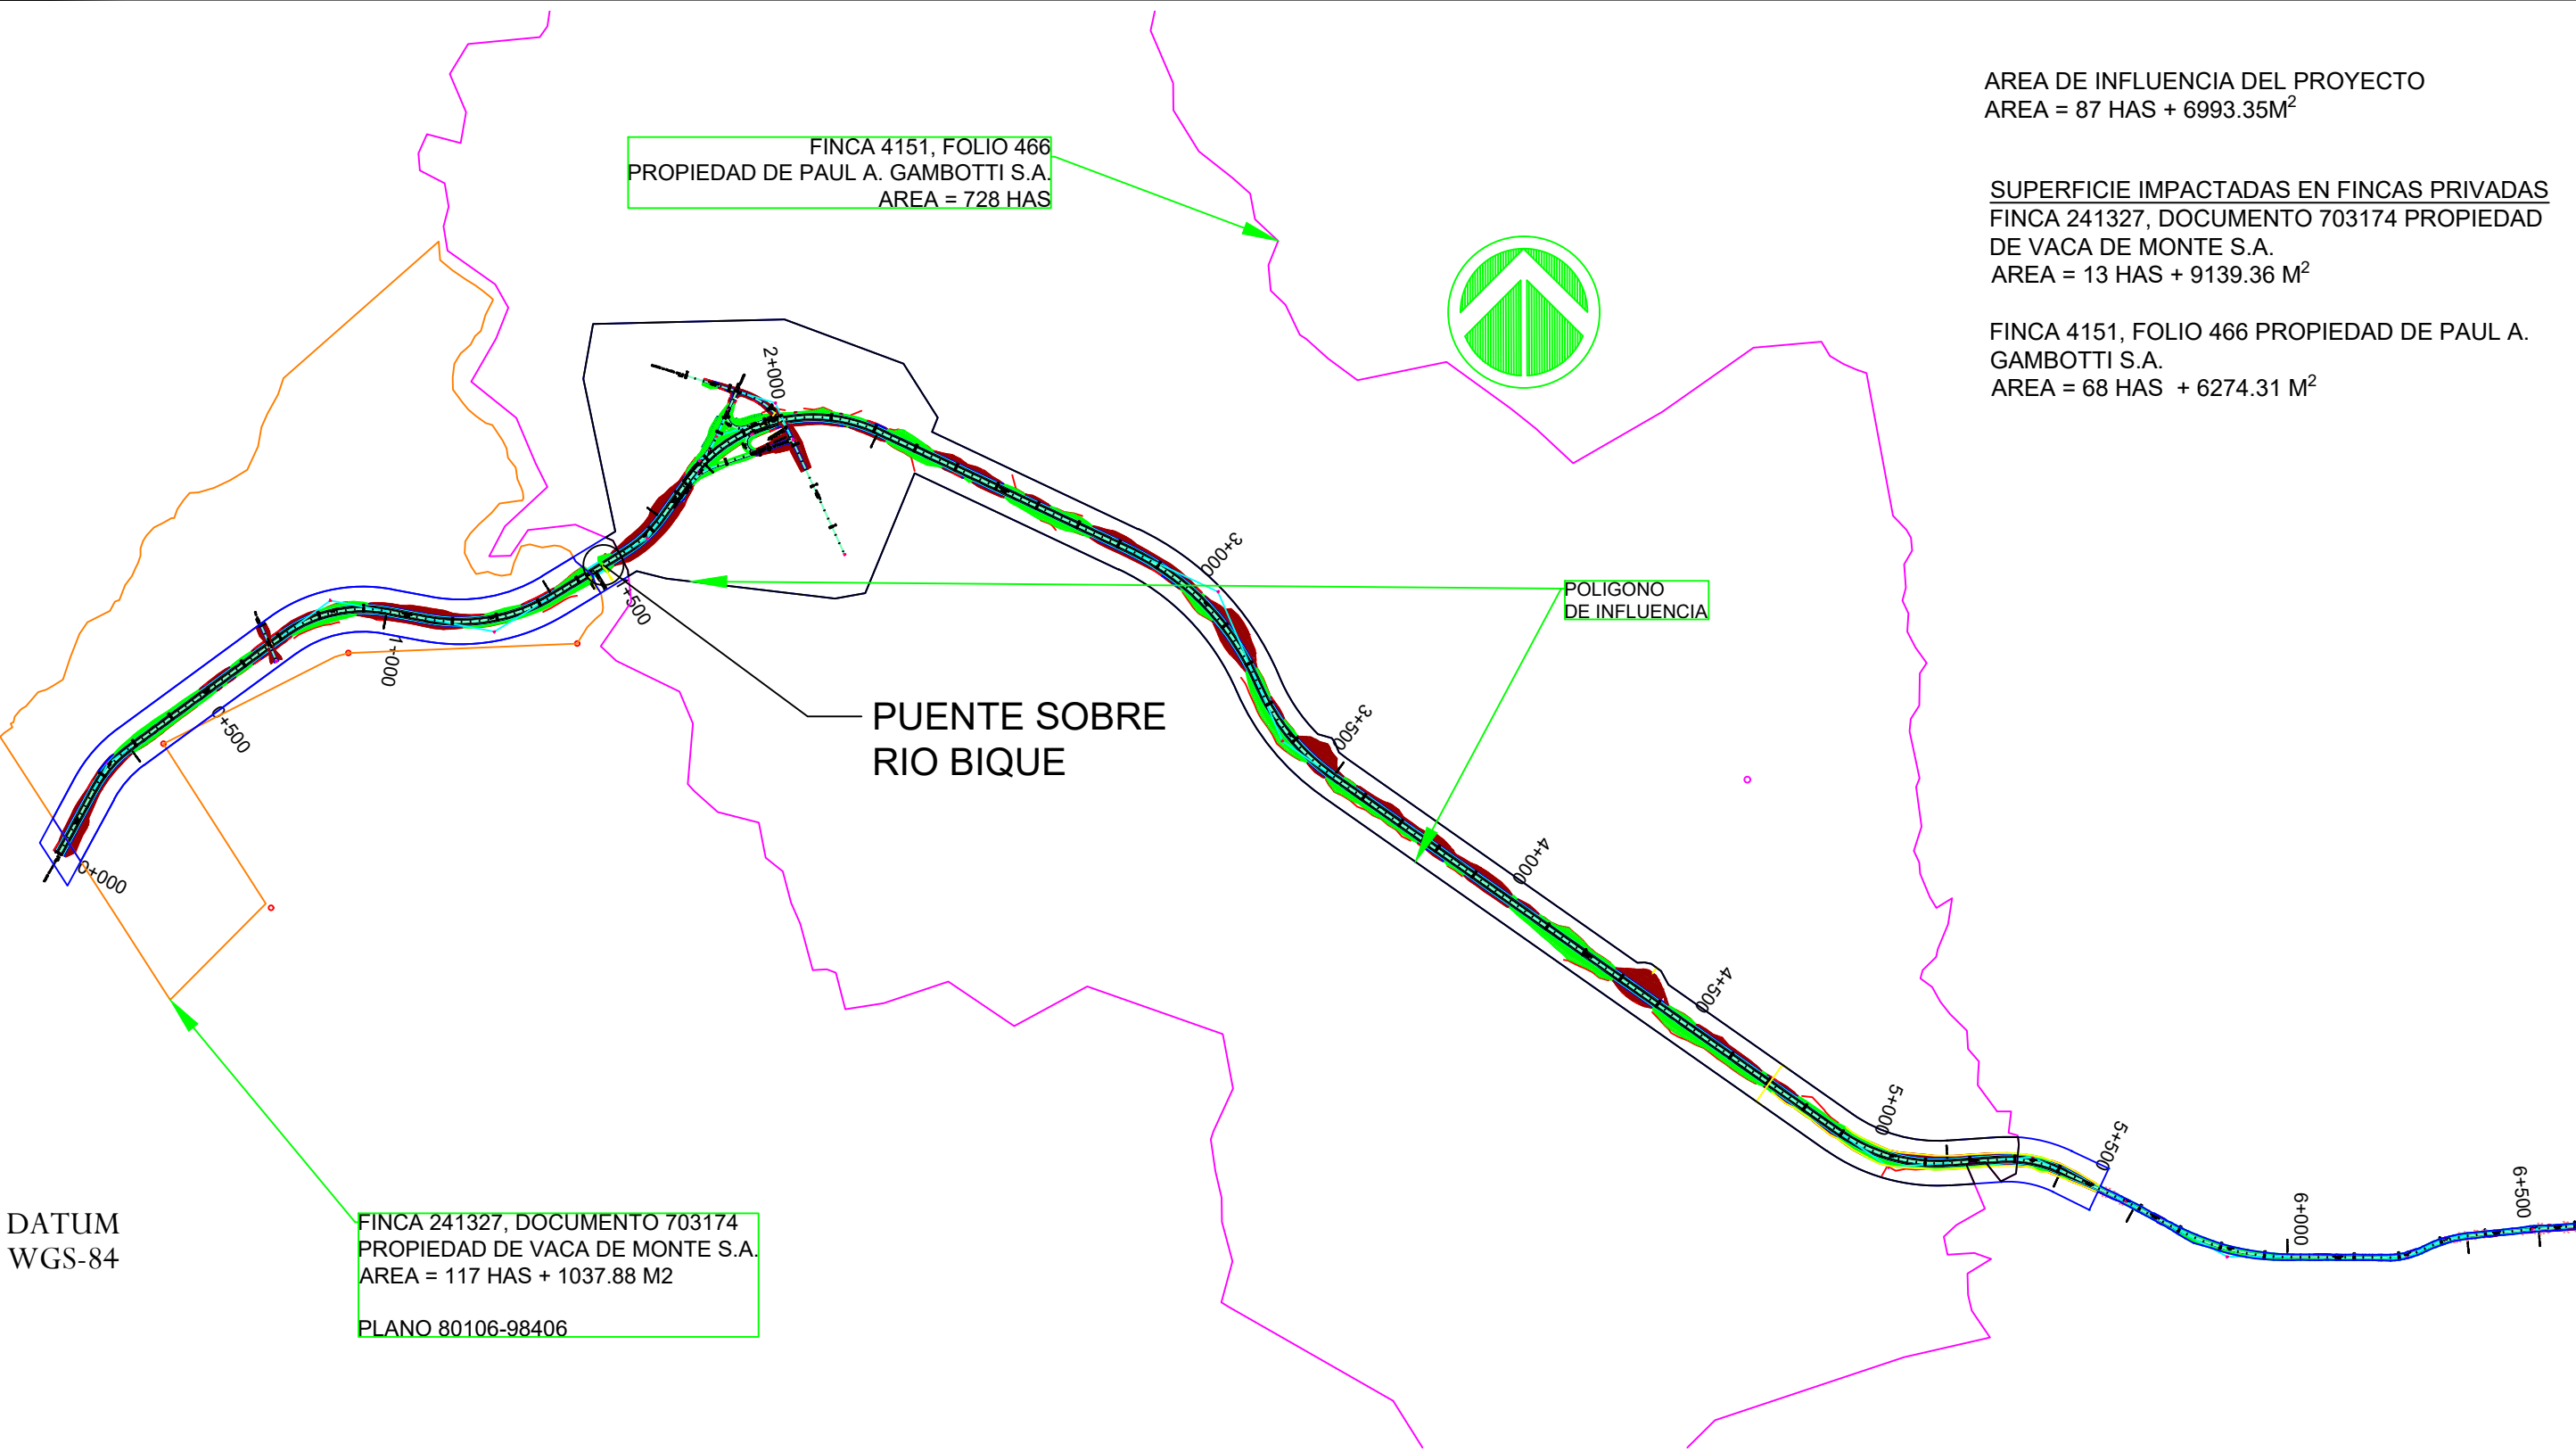 AREA DE INFLUENCIA DEL PROYECTO
AREA = 87 HAS + 6993.35M²
SUPERFICIE IMPACTADAS EN FINCAS PRIVADAS
FINCA 241327, DOCUMENTO 703174 PROPIEDAD
DE VACA DE MONTE S.A.
AREA = 13 HAS + 9139.36 M²
FINCA 4151, FOLIO 466 PROPIEDAD DE PAUL A.
GAMBOTTI S.A.
AREA = 68 HAS + 6274.31 M²
FINCA 4151, FOLIO 466
PROPIEDAD DE PAUL A. GAMBOTTI S.A.
AREA = 728 HAS
POLIGONO
DE INFLUENCIA
PUENTE SOBRE
RIO BIQUE
0+000
0+500
1+000
1+500
2+000
3+000
3+500
4+000
4+500
5+000
5+500
6+000
6+500
DATUM
WGS-84
FINCA 241327, DOCUMENTO 703174
PROPIEDAD DE VACA DE MONTE S.A.
AREA = 117 HAS + 1037.88 M2
PLANO 80106-98406